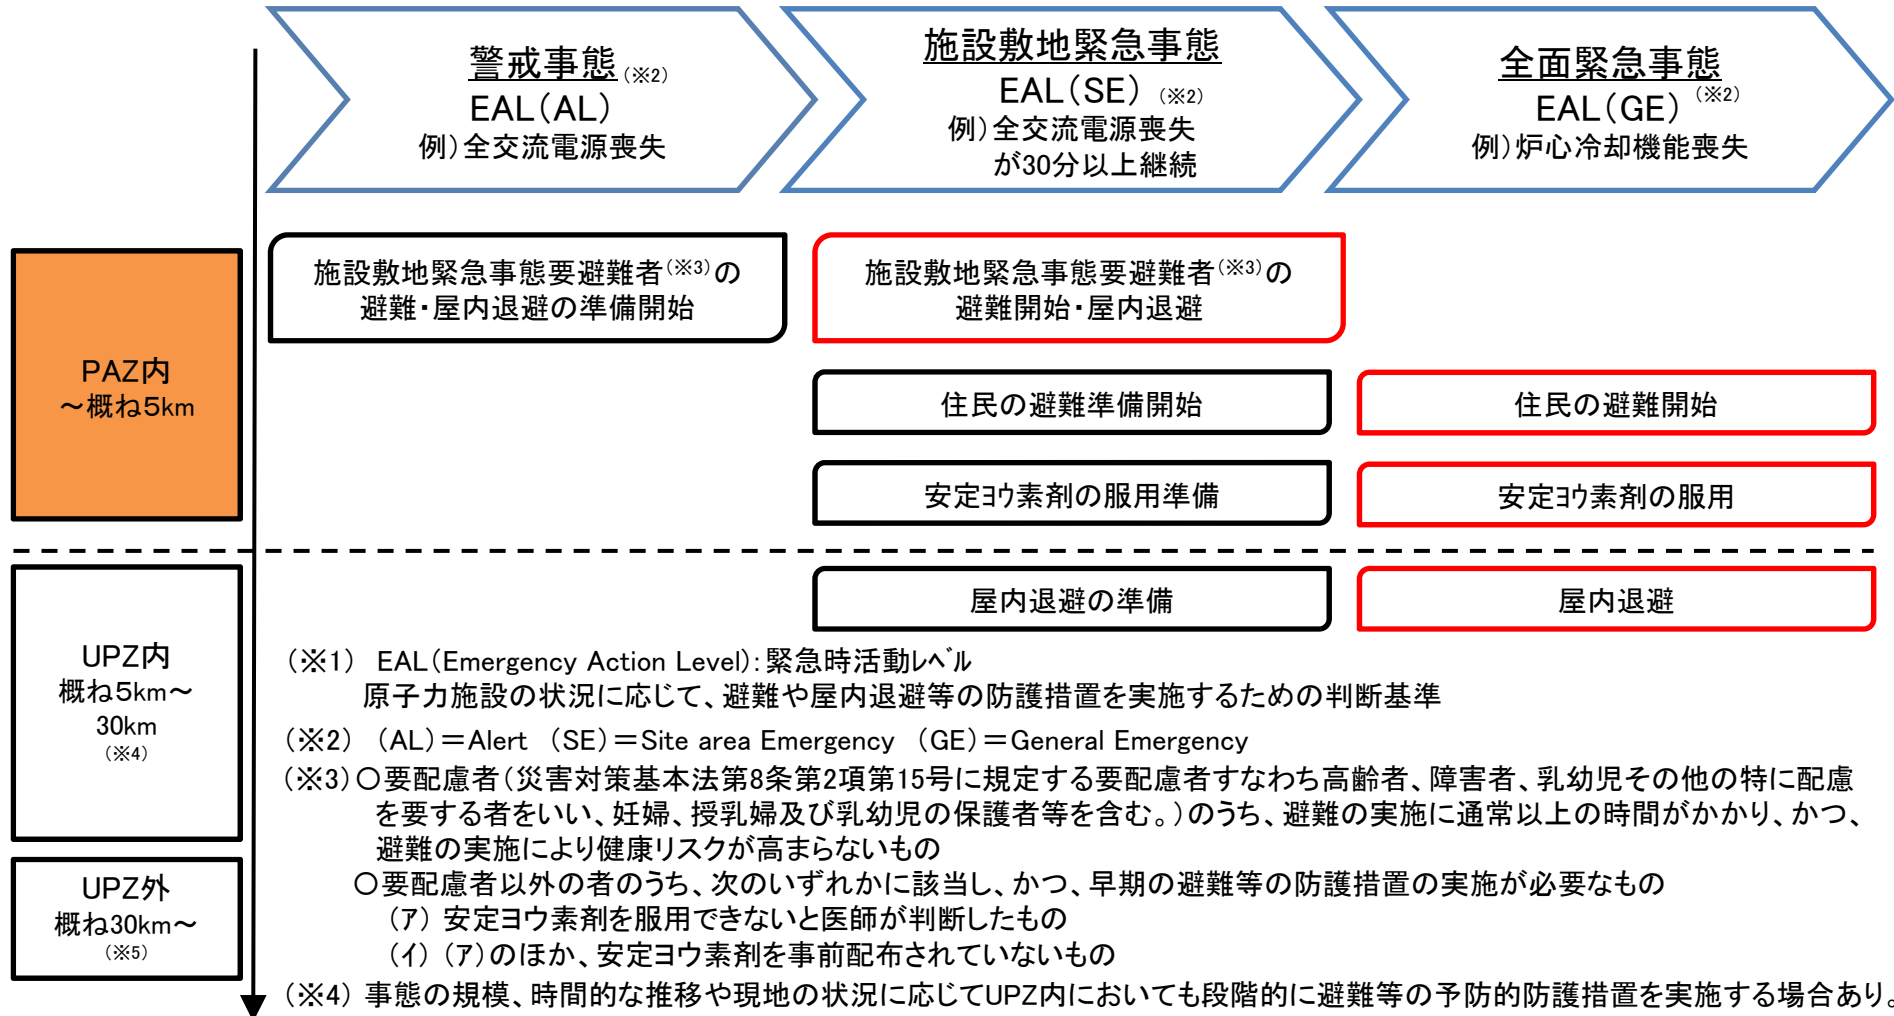 警戒事態(※2)
EAL(AL)
例)全交流電源喪失
施設敷地緊急事態
EAL(SE) (※2)
例)全交流電源喪失
が30分以上継続
全面緊急事態
EAL(GE) (※2)
例)炉心冷却機能喪失
PAZ内
～概ね5km
施設敷地緊急事態要避難者(※3)の
避難・屋内退避の準備開始
施設敷地緊急事態要避難者(※3)の
避難開始・屋内退避
住民の避難準備開始
住民の避難開始
安定ﾖｳ素剤の服用準備
安定ﾖｳ素剤の服用
UPZ内
概ね5km～
30km
(※4)
屋内退避の準備
屋内退避
(※1) EAL(Emergency Action Level):緊急時活動ﾚﾍﾞﾙ
原子力施設の状況に応じて、避難や屋内退避等の防護措置を実施するための判断基準
(※2) (AL)=Alert (SE)=Site area Emergency (GE)=General Emergency
(※3)○要配慮者(災害対策基本法第8条第2項第15号に規定する要配慮者すなわち高齢者、障害者、乳幼児その他の特に配慮
を要する者をいい、妊婦、授乳婦及び乳幼児の保護者等を含む。)のうち、避難の実施に通常以上の時間がかかり、かつ、
避難の実施により健康リスクが高まらないもの
○要配慮者以外の者のうち、次のいずれかに該当し、かつ、早期の避難等の防護措置の実施が必要なもの
(ｱ) 安定ヨウ素剤を服用できないと医師が判断したもの
(ｲ) (ｱ)のほか、安定ヨウ素剤を事前配布されていないもの
UPZ外
概ね30km～
(※5)
(※4) 事態の規模、時間的な推移や現地の状況に応じてUPZ内においても段階的に避難等の予防的防護措置を実施する場合あり。